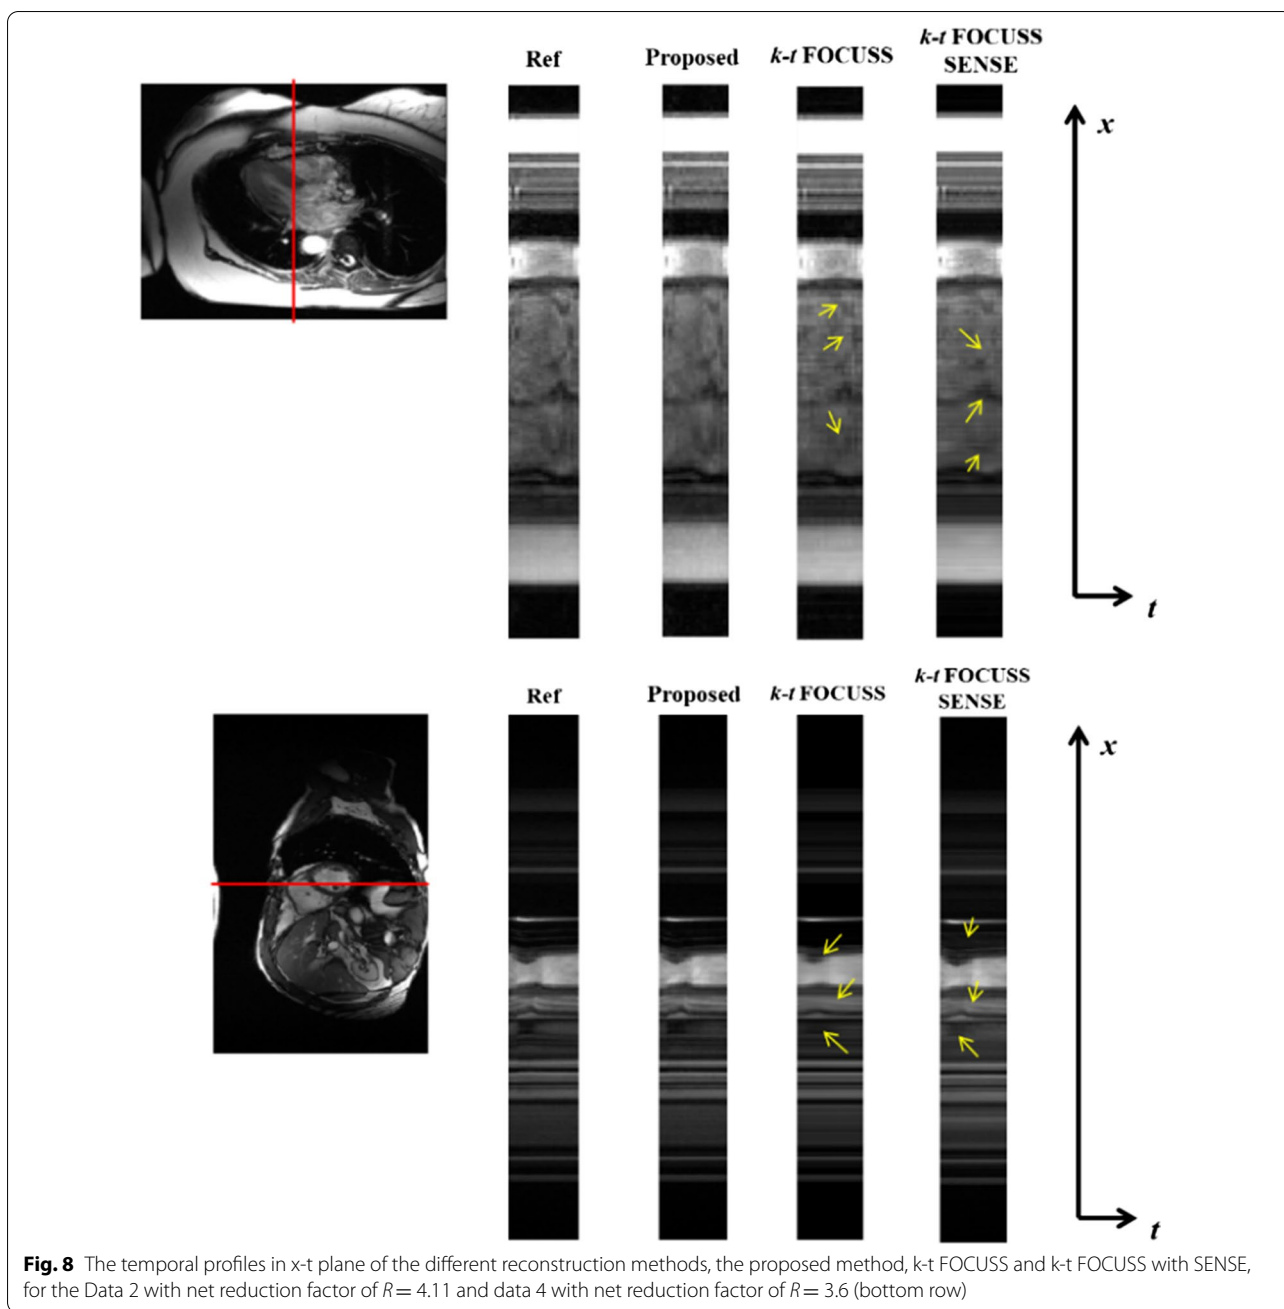 Ref
Proposed
k-t FOCUSS
k-t FOCUSS
SENSE
x
t
Ref
Proposed
k-t FOCUSS
k-t FOCUSS
SENSE
x
t
Fig. 8 The temporal profiles in x-t plane of the different reconstruction methods, the proposed method, k-t FOCUSS and k-t FOCUSS with SENSE,
for the Data 2 with net reduction factor of R = 4.11 and data 4 with net reduction factor of R = 3.6 (bottom row)